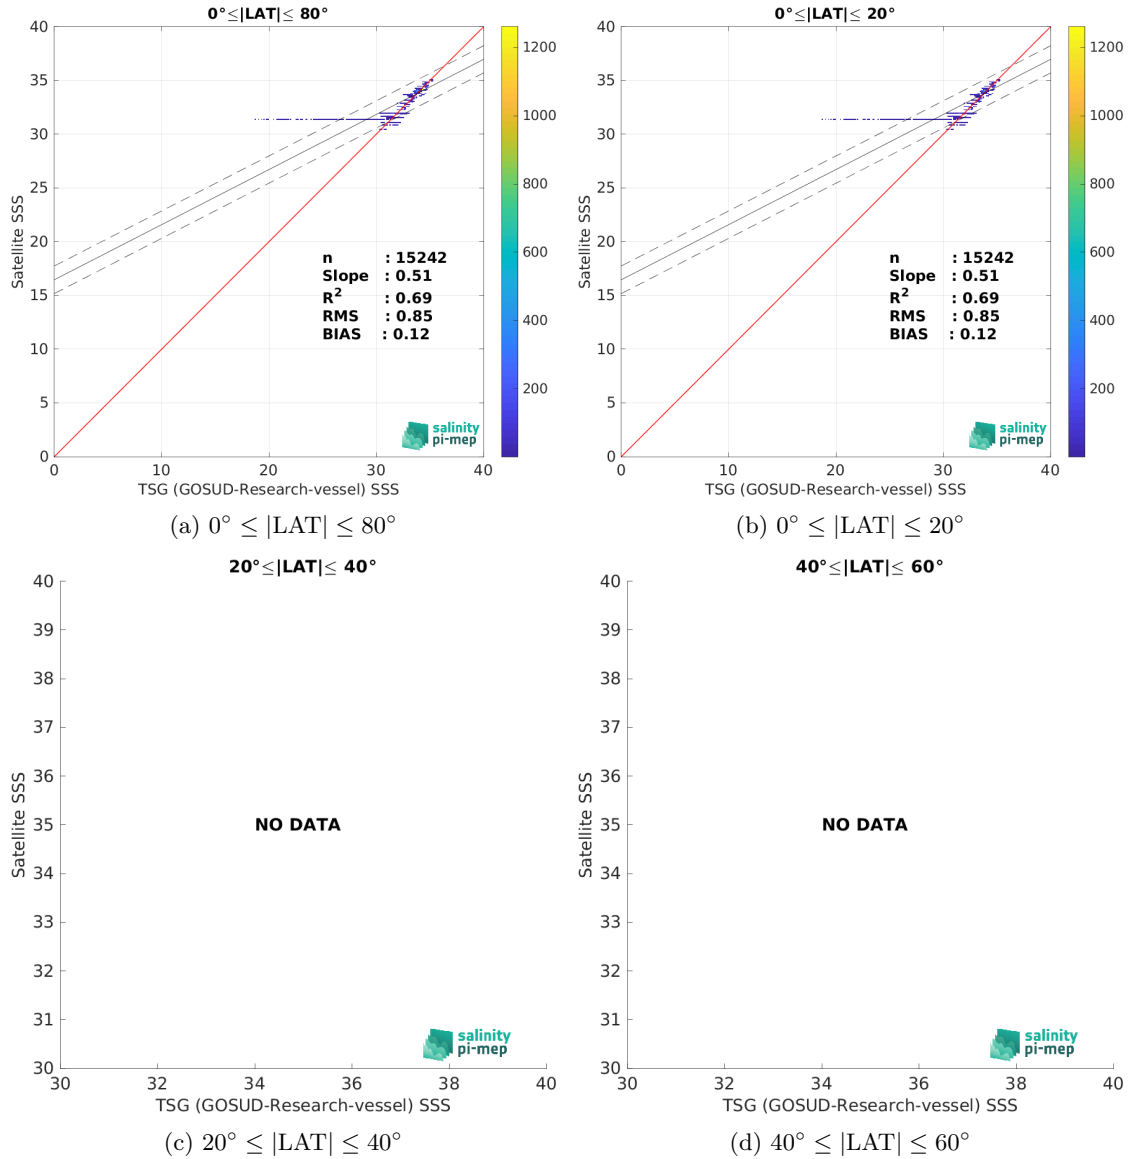 0°≤|LAT|≤ 80°
40
35
30
25
20
15
10
5
0
Satellite SSS
n : 15242
Slope : 0.51
R² : 0.69
RMS : 0.85
BIAS : 0.12
salinity
pi-mep
0 10 20 30 40
TSG (GOSUD-Research-vessel) SSS
1200
1000
800
600
400
200
(a) 0° ≤ |LAT| ≤ 80°
0°≤|LAT|≤ 20°
40
35
30
25
20
15
10
5
0
Satellite SSS
n : 15242
Slope : 0.51
R² : 0.69
RMS : 0.85
BIAS : 0.12
salinity
pi-mep
0 10 20 30 40
TSG (GOSUD-Research-vessel) SSS
1200
1000
800
600
400
200
(b) 0° ≤ |LAT| ≤ 20°
20°≤|LAT|≤ 40°
40
39
38
37
36
35
34
33
32
31
30
Satellite SSS
NO DATA
salinity
pi-mep
30 32 34 36 38 40
TSG (GOSUD-Research-vessel) SSS
(c) 20° ≤ |LAT| ≤ 40°
40°≤|LAT|≤ 60°
40
39
38
37
36
35
34
33
32
31
30
Satellite SSS
NO DATA
salinity
pi-mep
30 32 34 36 38 40
TSG (GOSUD-Research-vessel) SSS
(d) 40° ≤ |LAT| ≤ 60°